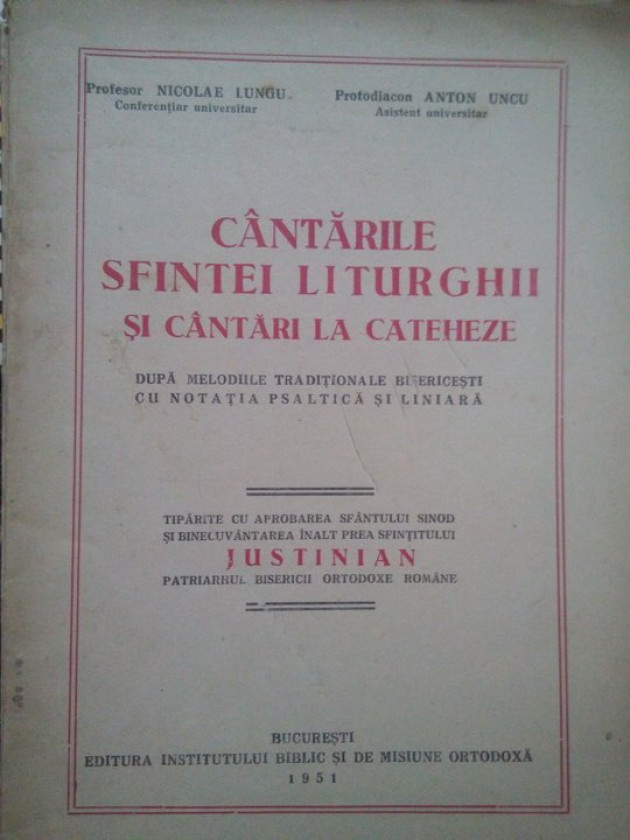 Profesor NICOLAE LUNGU
Conferențiar universitar
Protodiacon ANTON UNCU
Asistent universitar
CÂNTĂRILE
SFINTEI LITURGHII
ȘI CÂNTĂRI LA CATEHEZE
DUPĂ MELODIILE TRADIȚIONALE BISERICEȘTI
CU NOTAȚIA PSALTICĂ ȘI LINIARĂ
TIPĂRITE CU APROBAREA SFÂNTULUI SINOD
ȘI BINECUVÂNTAREA ÎNALT PREA SFINȚITULUI
JUSTINIAN
PATRIARHUL BISERICII ORTODOXE ROMÂNE
BUCUREȘTI
EDITURA INSTITUTULUI BIBLIC ȘI DE MISIUNE ORTODOXĂ
1951